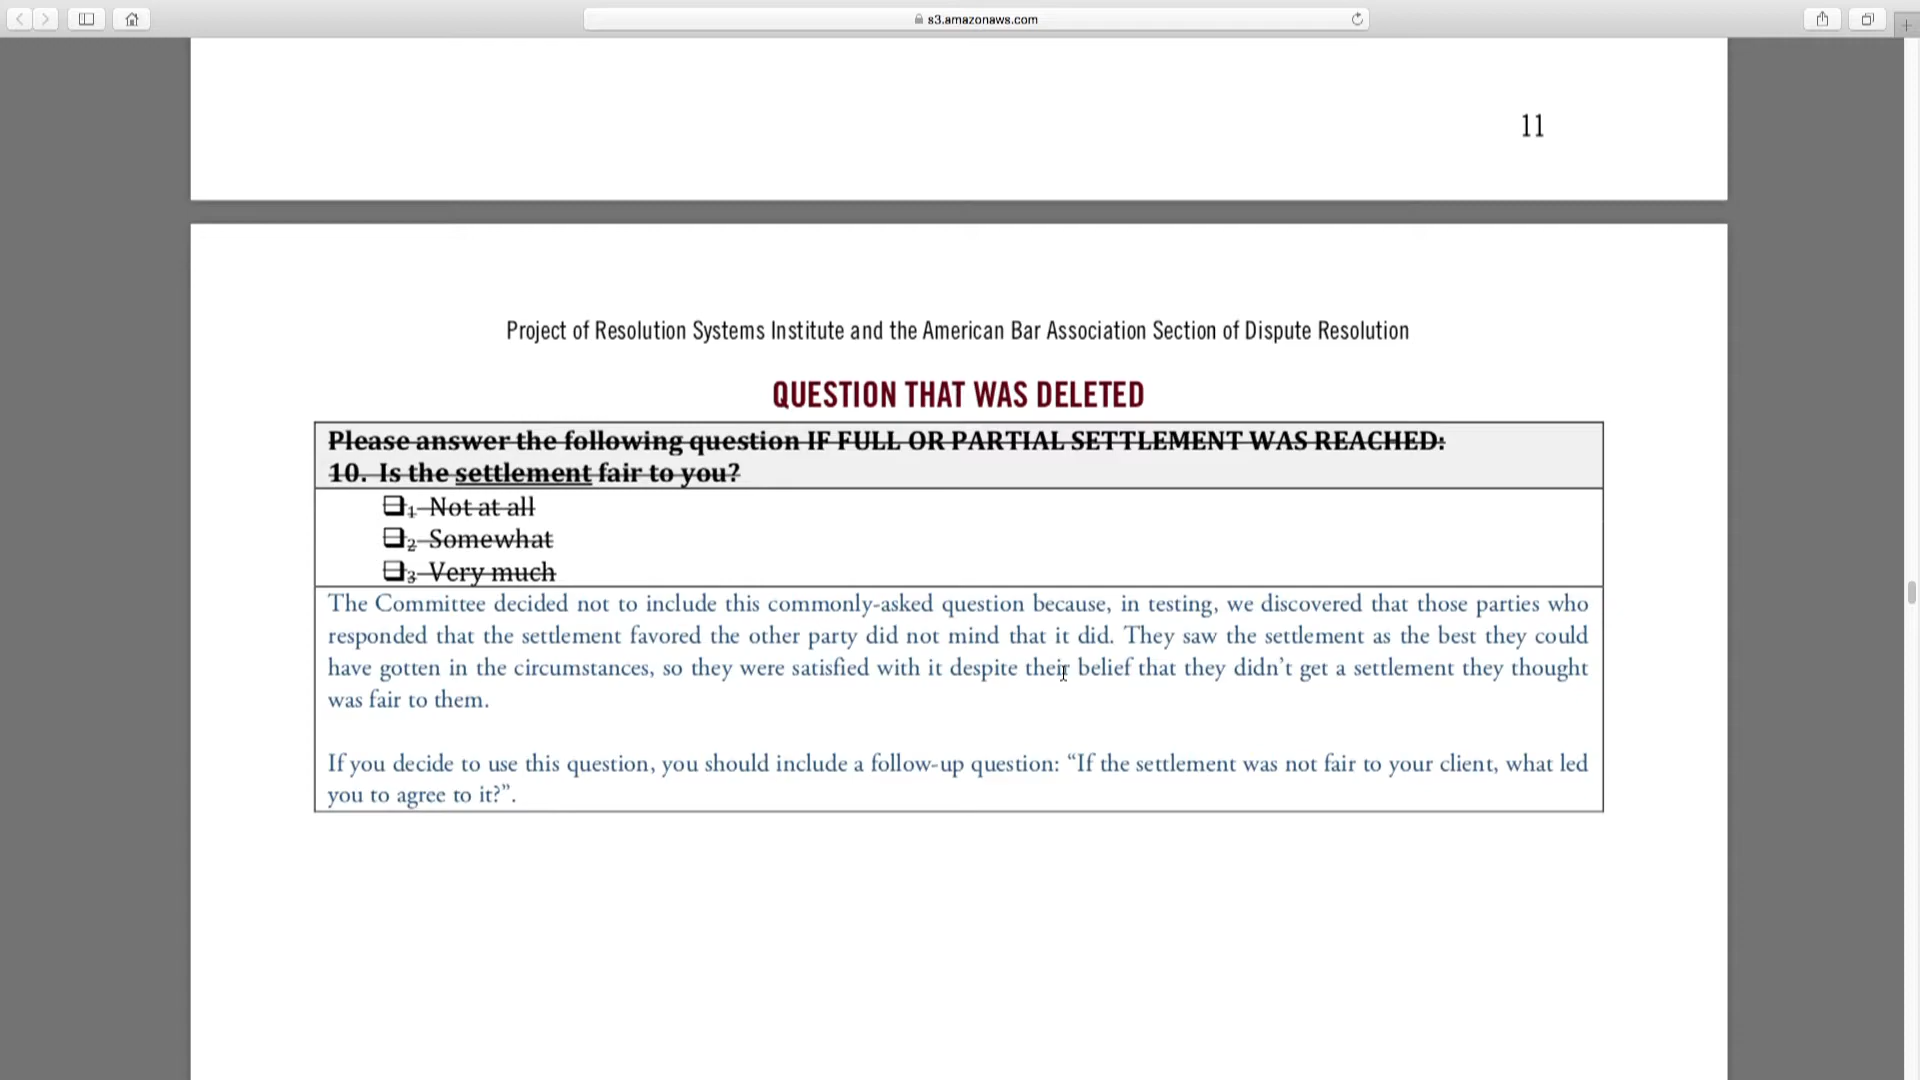 s3.amazonaws.com
11
Project of Resolution Systems Institute and the American Bar Association Section of Dispute Resolution
QUESTION THAT WAS DELETED
Please answer the following question IF FULL OR PARTIAL SETTLEMENT WAS REACHED:
10. Is the settlement fair to you?
❑1 Not at all
❑2 Somewhat
❑3 Very much
The Committee decided not to include this commonly-asked question because, in testing, we discovered that those parties who
responded that the settlement favored the other party did not mind that it did. They saw the settlement as the best they could
have gotten in the circumstances, so they were satisfied with it despite their belief that they didn’t get a settlement they thought
was fair to them.
If you decide to use this question, you should include a follow-up question: “If the settlement was not fair to your client, what led
you to agree to it?”.